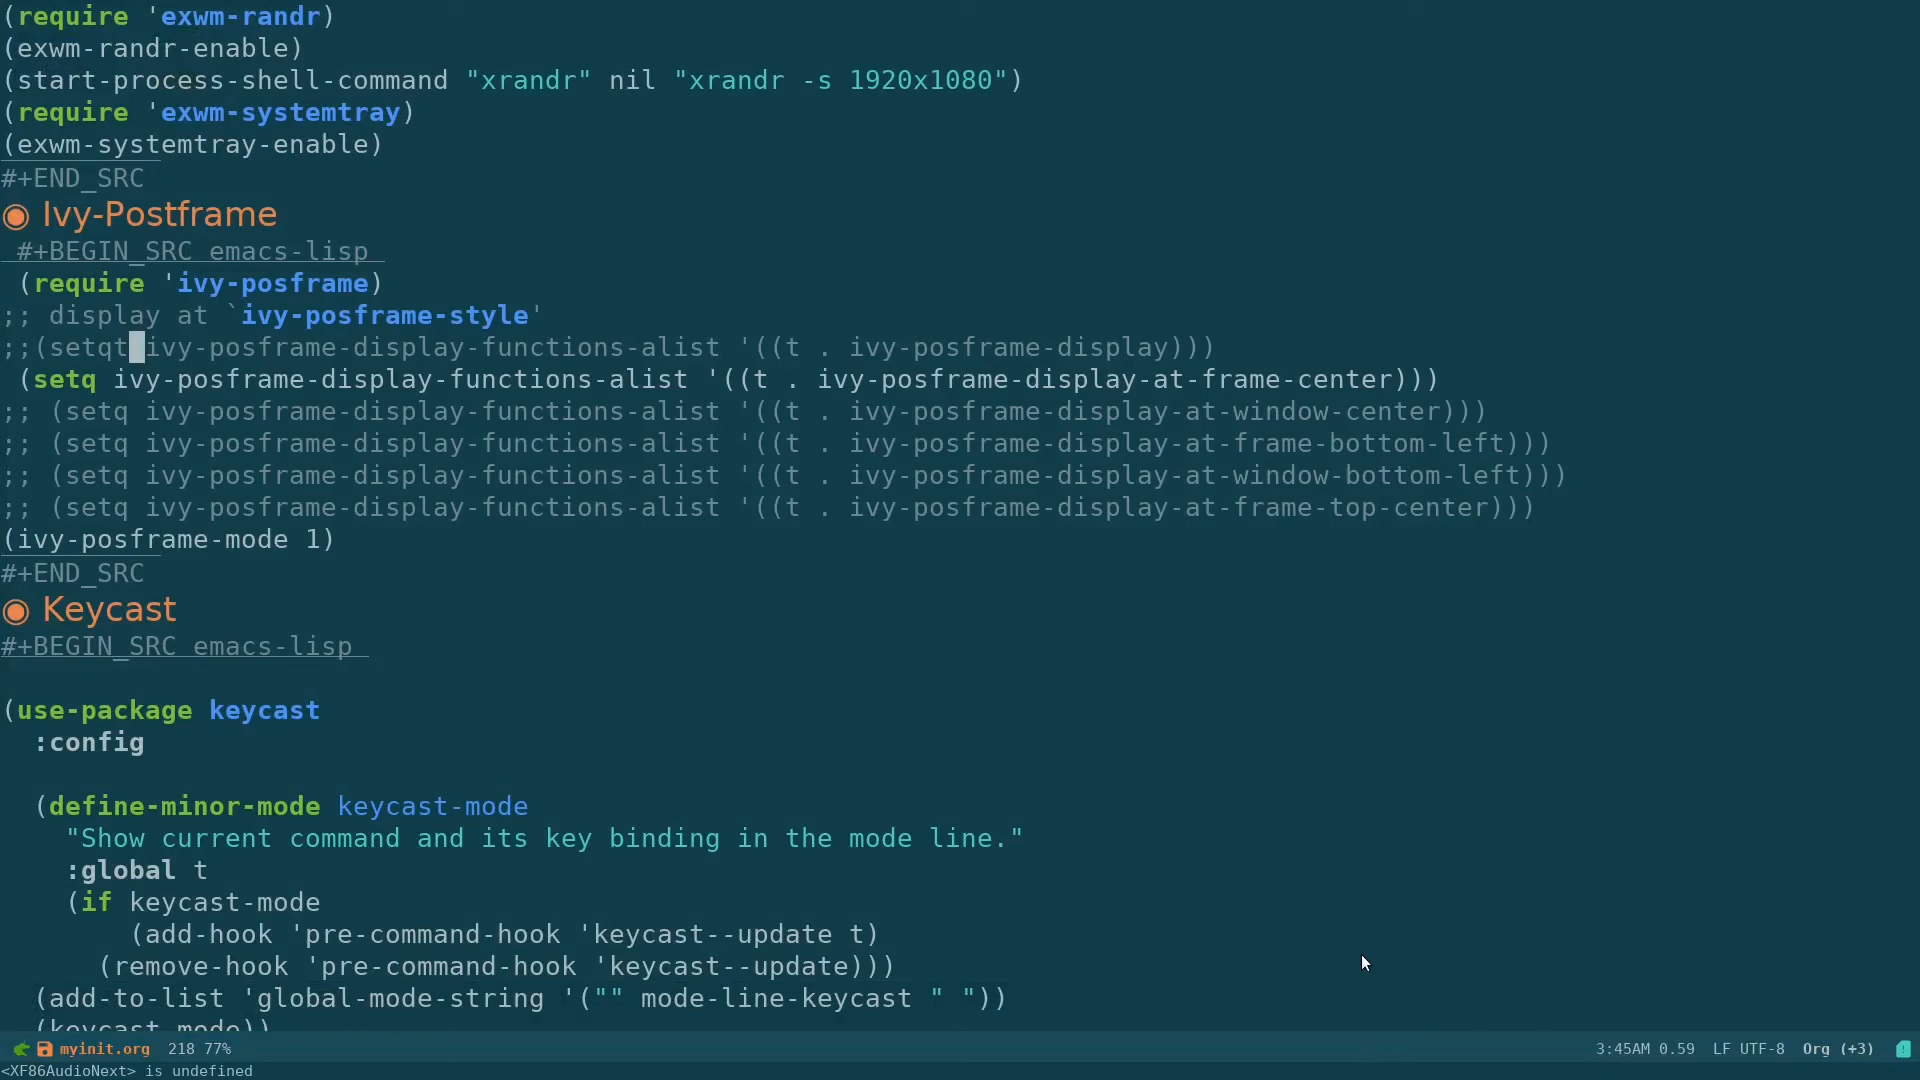 (require 'exwm-randr)
(exwm-randr-enable)
(start-process-shell-command "xrandr" nil "xrandr -s 1920x1080")
(require 'exwm-systemtray)
(exwm-systemtray-enable)
#+END_SRC
◉ Ivy-Postframe
 #+BEGIN_SRC emacs-lisp
 (require 'ivy-posframe)
;; display at `ivy-posframe-style'
;;(setqt ivy-posframe-display-functions-alist '((t . ivy-posframe-display)))
 (setq ivy-posframe-display-functions-alist '((t . ivy-posframe-display-at-frame-center)))
;; (setq ivy-posframe-display-functions-alist '((t . ivy-posframe-display-at-window-center)))
;; (setq ivy-posframe-display-functions-alist '((t . ivy-posframe-display-at-frame-bottom-left)))
;; (setq ivy-posframe-display-functions-alist '((t . ivy-posframe-display-at-window-bottom-left)))
;; (setq ivy-posframe-display-functions-alist '((t . ivy-posframe-display-at-frame-top-center)))
(ivy-posframe-mode 1)
#+END_SRC
◉ Keycast
#+BEGIN_SRC emacs-lisp
(use-package keycast
  :config
  (define-minor-mode keycast-mode
    "Show current command and its key binding in the mode line."
    :global t
    (if keycast-mode
        (add-hook 'pre-command-hook 'keycast--update t)
      (remove-hook 'pre-command-hook 'keycast--update)))
  (add-to-list 'global-mode-string '("" mode-line-keycast " "))
  (keycast-mode))
myinit.org 218 77% 3:45AM 0.59 LF UTF-8 Org (+3)
<XF86AudioNext> is undefined